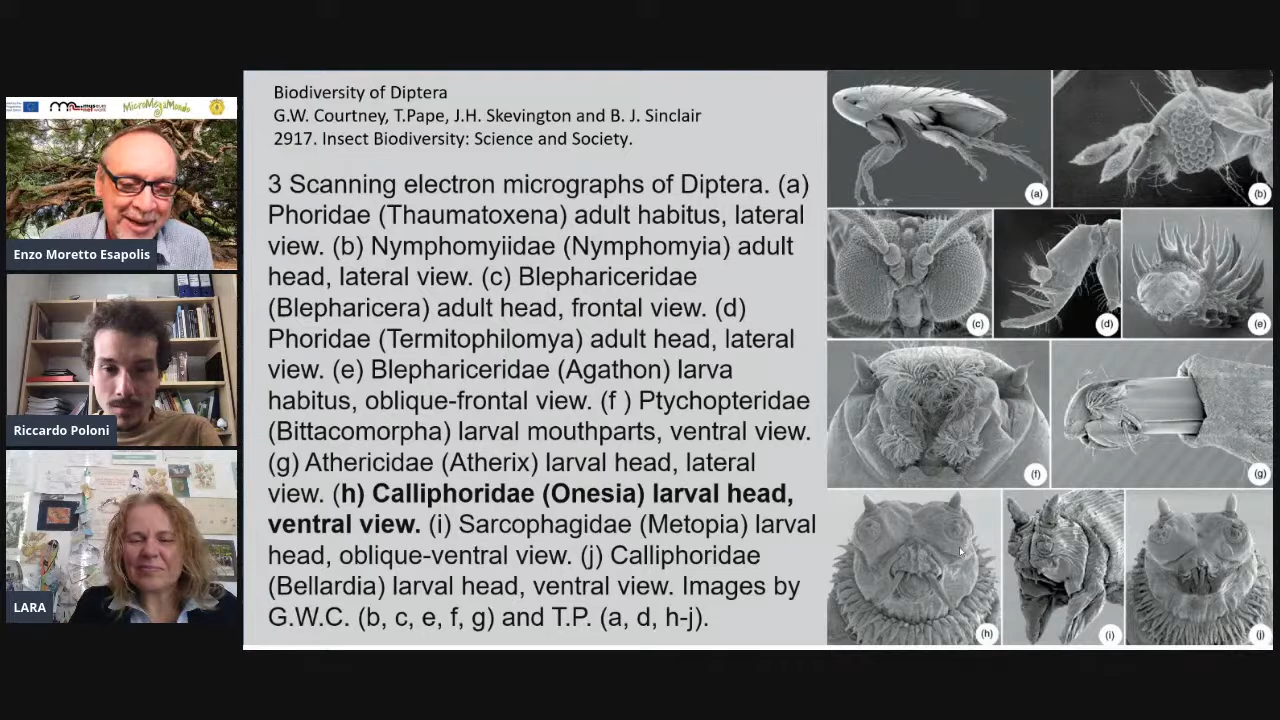 MicroMegaMondo
Enzo Moretto Esapolis
Riccardo Poloni
LARA
Biodiversity of Diptera
G.W. Courtney, T.Pape, J.H. Skevington and B. J. Sinclair
2917. Insect Biodiversity: Science and Society.
3 Scanning electron micrographs of Diptera. (a)
Phoridae (Thaumatoxena) adult habitus, lateral
view. (b) Nymphomyiidae (Nymphomyia) adult
head, lateral view. (c) Blephariceridae
(Blepharicera) adult head, frontal view. (d)
Phoridae (Termitophilomya) adult head, lateral
view. (e) Blephariceridae (Agathon) larva
habitus, oblique-frontal view. (f ) Ptychopteridae
(Bittacomorpha) larval mouthparts, ventral view.
(g) Athericidae (Atherix) larval head, lateral
view. (h) Calliphoridae (Onesia) larval head,
ventral view. (i) Sarcophagidae (Metopia) larval
head, oblique-ventral view. (j) Calliphoridae
(Bellardia) larval head, ventral view. Images by
G.W.C. (b, c, e, f, g) and T.P. (a, d, h-j).
(a)
(b)
(c)
(d)
(e)
(f)
(g)
(h)
(i)
(j)